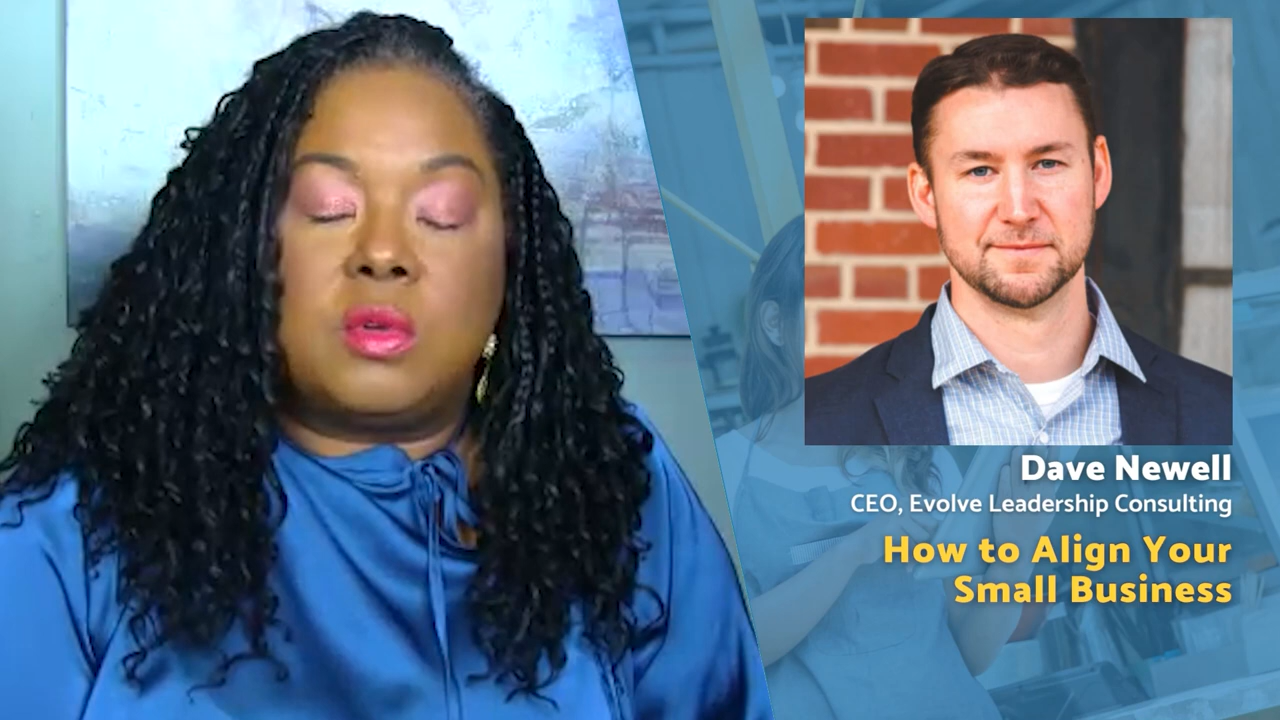 Dave Newell
CEO, Evolve Leadership Consulting
How to Align Your
Small Business